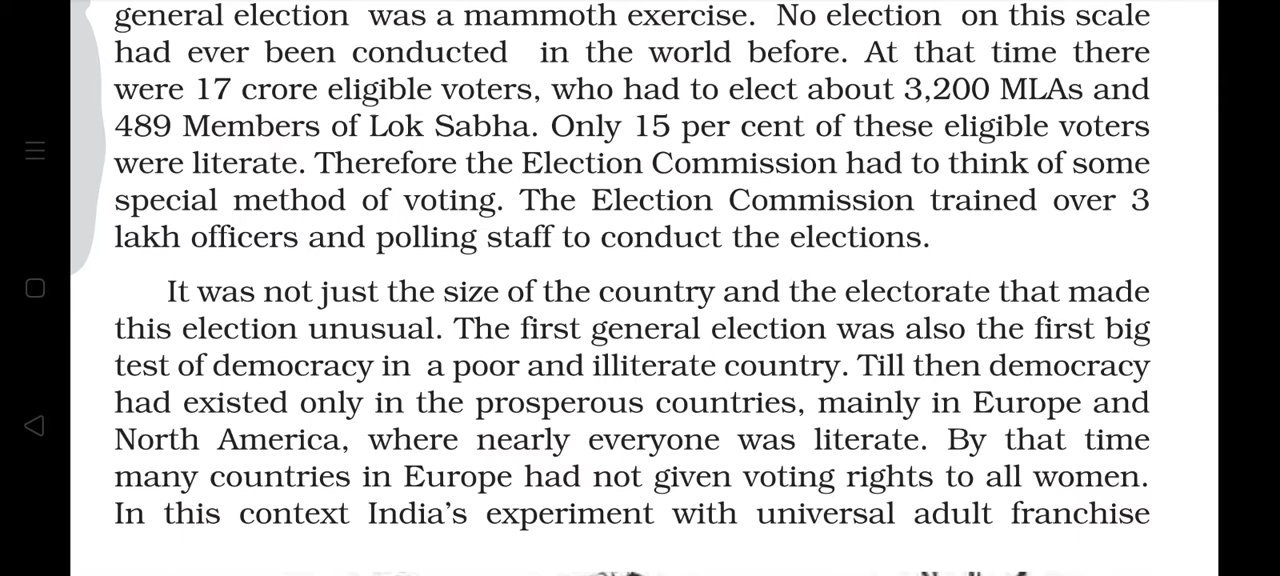 general election was a mammoth exercise. No election on this scale
had ever been conducted in the world before. At that time there
were 17 crore eligible voters, who had to elect about 3,200 MLAs and
489 Members of Lok Sabha. Only 15 per cent of these eligible voters
were literate. Therefore the Election Commission had to think of some
special method of voting. The Election Commission trained over 3
lakh officers and polling staff to conduct the elections.
It was not just the size of the country and the electorate that made
this election unusual. The first general election was also the first big
test of democracy in a poor and illiterate country. Till then democracy
had existed only in the prosperous countries, mainly in Europe and
North America, where nearly everyone was literate. By that time
many countries in Europe had not given voting rights to all women.
In this context India’s experiment with universal adult franchise